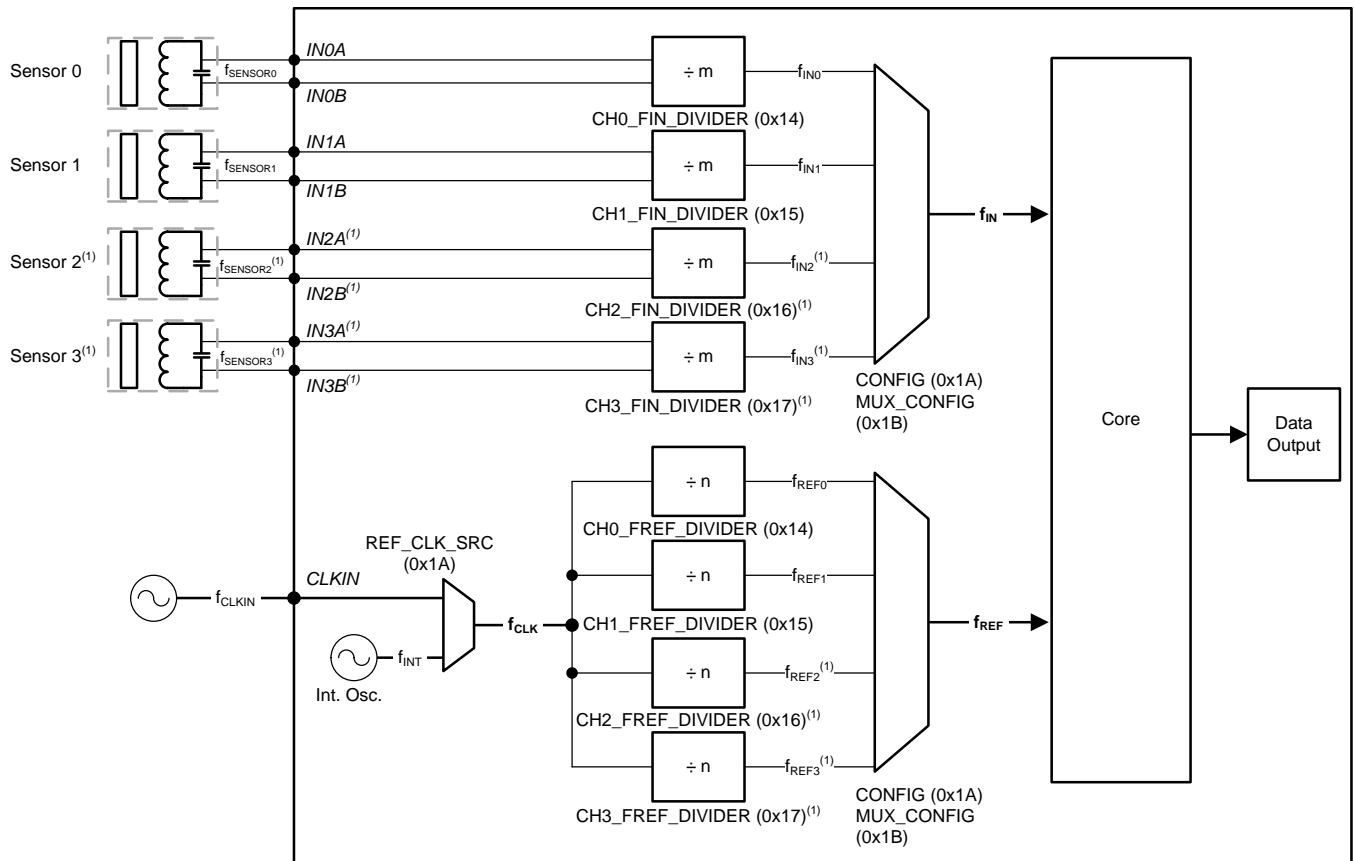 Sensor 0
fSENSOR0
IN0A
IN0B
÷ m
fIN0
CH0_FIN_DIVIDER (0x14)
Sensor 1
fSENSOR1
IN1A
IN1B
÷ m
fIN1
CH1_FIN_DIVIDER (0x15)
Sensor 2(1)
fSENSOR2(1)
IN2A(1)
IN2B(1)
÷ m
fIN2(1)
CH2_FIN_DIVIDER (0x16)(1)
Sensor 3(1)
fSENSOR3(1)
IN3A(1)
IN3B(1)
÷ m
fIN3(1)
CH3_FIN_DIVIDER (0x17)(1)
CONFIG (0x1A)
MUX_CONFIG
(0x1B)
fIN
Core
Data
Output
÷ n
fREF0
CH0_FREF_DIVIDER (0x14)
REF_CLK_SRC
(0x1A)
CLKIN
fCLKIN
fINT
Int. Osc.
fCLK
÷ n
fREF1
CH1_FREF_DIVIDER (0x15)
fREF
÷ n
fREF2(1)
CH2_FREF_DIVIDER (0x16)(1)
÷ n
fREF3(1)
CH3_FREF_DIVIDER (0x17)(1)
CONFIG (0x1A)
MUX_CONFIG
(0x1B)